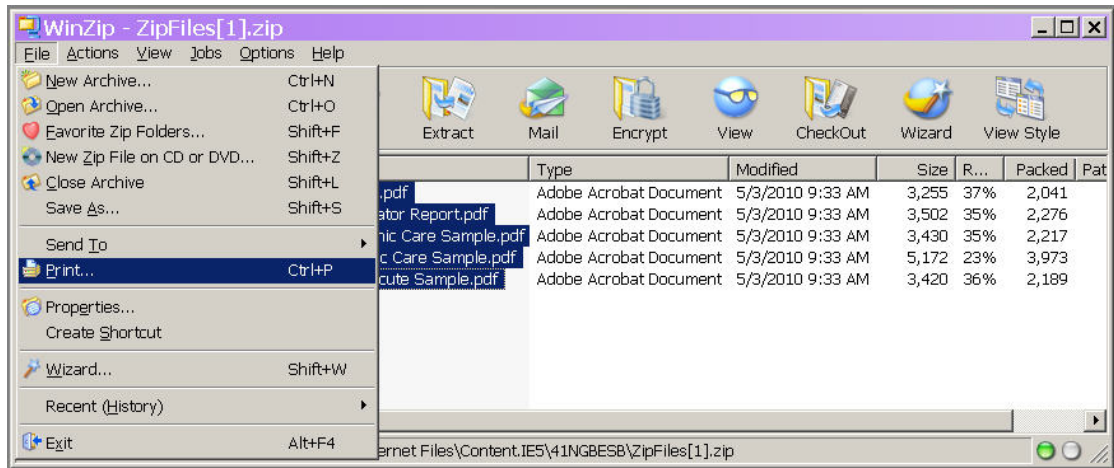 WinZip - ZipFiles[1].zip
File Actions View Jobs Options Help
New Archive... Ctrl+N
Open Archive... Ctrl+O
Favorite Zip Folders... Shift+F
New Zip File on CD or DVD... Shift+Z
Close Archive Shift+L
Save As... Shift+S
Send To
Print... Ctrl+P
Properties...
Create Shortcut
Wizard... Shift+W
Recent (History)
Exit Alt+F4
Extract Mail Encrypt View CheckOut Wizard View Style
Type Modified Size R... Packed Pat
.pdf Adobe Acrobat Document 5/3/2010 9:33 AM 3,255 37% 2,041
ator Report.pdf Adobe Acrobat Document 5/3/2010 9:33 AM 3,502 35% 2,276
nic Care Sample.pdf Adobe Acrobat Document 5/3/2010 9:33 AM 3,430 35% 2,217
c Care Sample.pdf Adobe Acrobat Document 5/3/2010 9:33 AM 5,172 23% 3,973
cute Sample.pdf Adobe Acrobat Document 5/3/2010 9:33 AM 3,420 36% 2,189
ernet Files\Content.IE5\41NGBESB\ZipFiles[1].zip